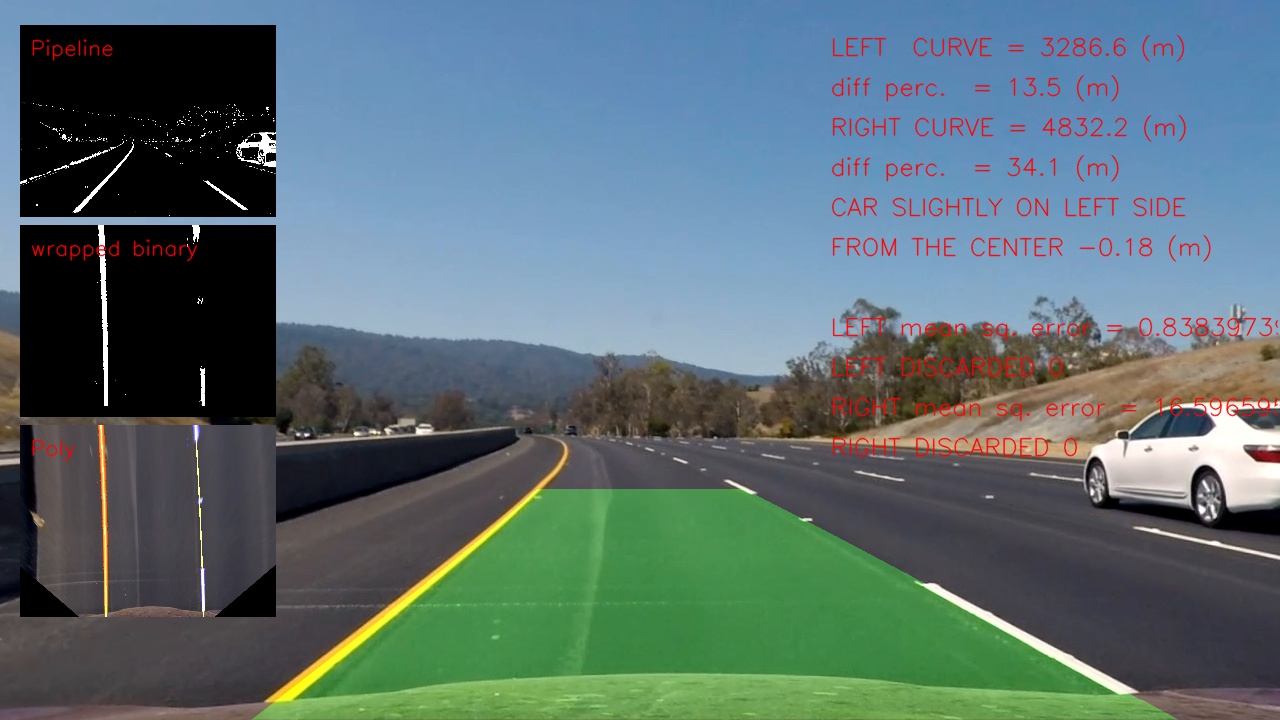 Pipeline
wrapped binary
Poly
LEFT CURVE = 3286.6 (m)
diff perc. = 13.5 (m)
RIGHT CURVE = 4832.2 (m)
diff perc. = 34.1 (m)
CAR SLIGHTLY ON LEFT SIDE
FROM THE CENTER -0.18 (m)
LEFT mean sq. error = 0.8383973
LEFT DISCARDED 0
RIGHT mean sq. error = 16.59659
RIGHT DISCARDED 0